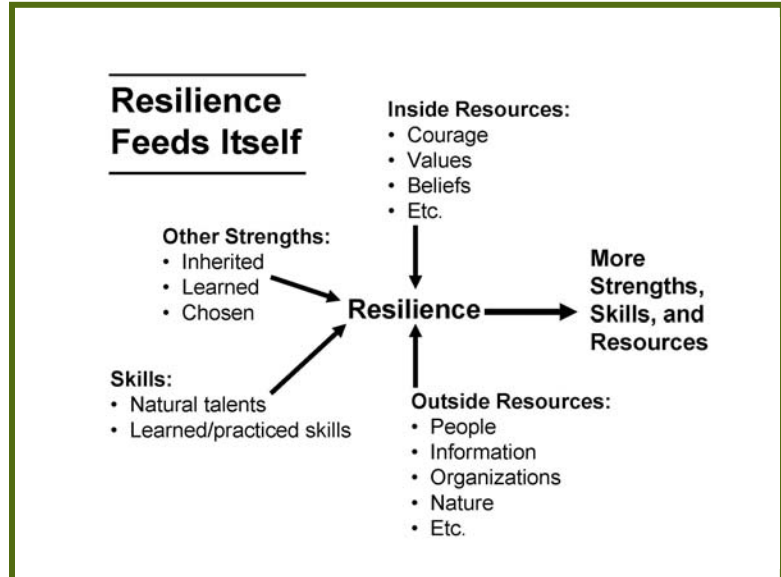 Resilience
Feeds Itself
Inside Resources:
• Courage
• Values
• Beliefs
• Etc.
Other Strengths:
• Inherited
• Learned
• Chosen
Resilience
More
Strengths,
Skills, and
Resources
Skills:
• Natural talents
• Learned/practiced skills
Outside Resources:
• People
• Information
• Organizations
• Nature
• Etc.